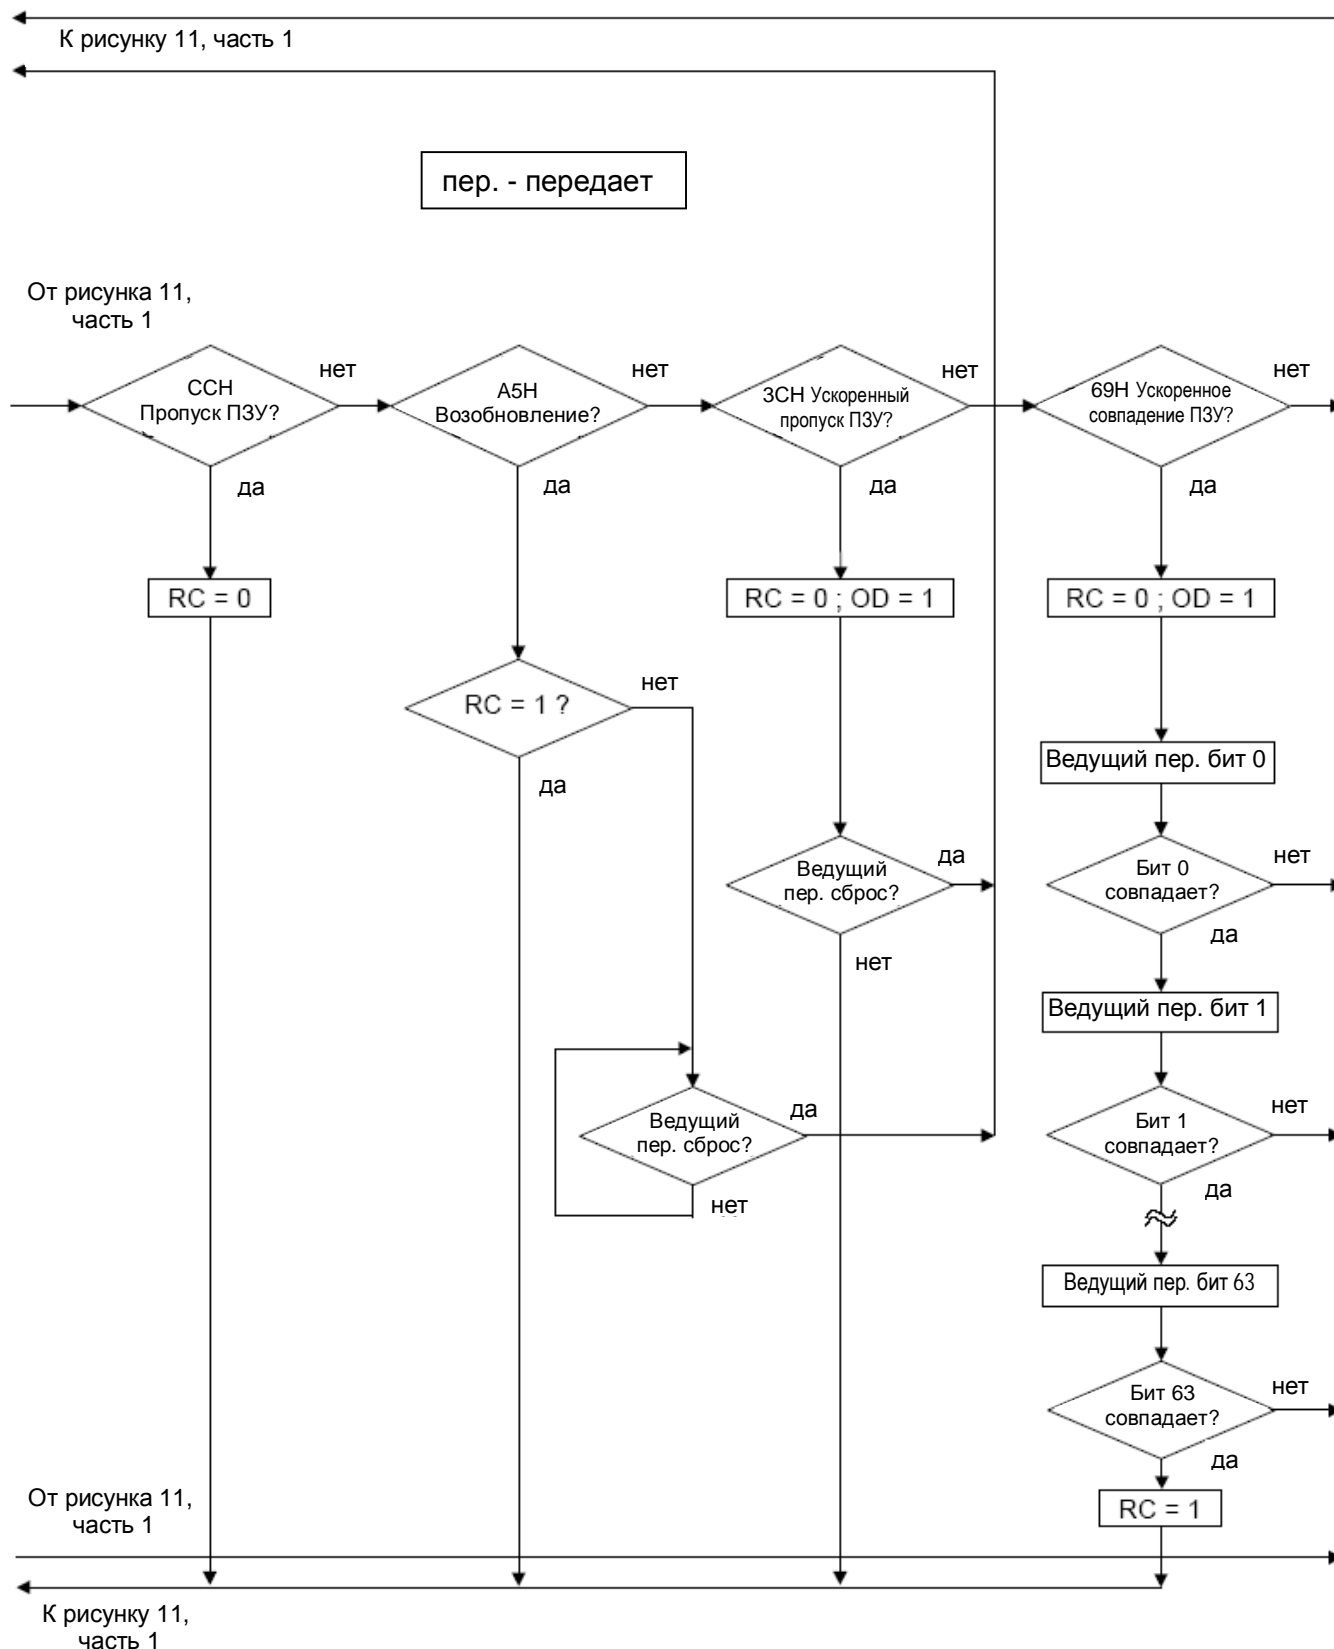 К рисунку 11, часть 1
пер. - передает
От рисунка 11,
часть 1
ССН
Пропуск ПЗУ?
нет
А5Н
Возобновление?
нет
3СН Ускоренный
пропуск ПЗУ?
нет
69Н Ускоренное
совпадение ПЗУ?
нет
да
да
да
да
RC = 0
RC = 0 ; OD = 1
RC = 0 ; OD = 1
RC = 1 ?
нет
да
Ведущий пер. бит 0
Ведущий
пер. сброс?
да
нет
Бит 0
совпадает?
нет
да
Ведущий пер. бит 1
Ведущий
пер. сброс?
да
нет
Бит 1
совпадает?
нет
да
Ведущий пер. бит 63
Бит 63
совпадает?
нет
да
RC = 1
От рисунка 11,
часть 1
К рисунку 11,
часть 1